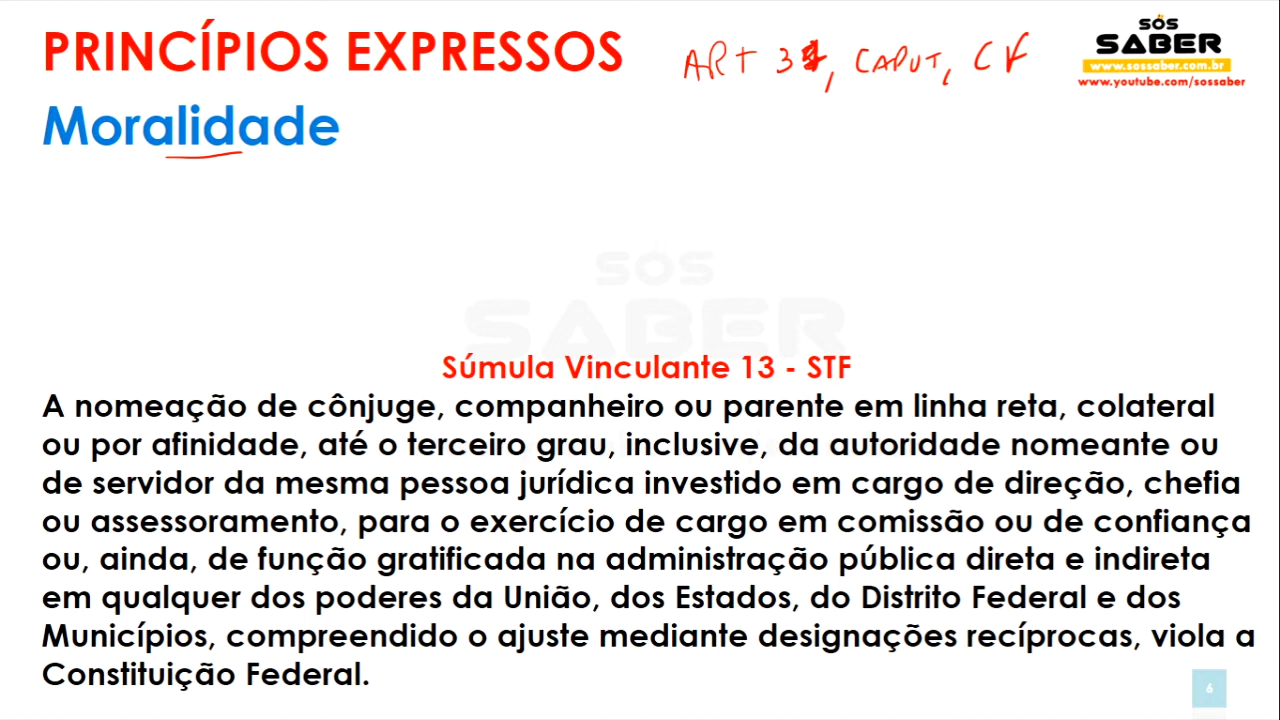 PRINCÍPIOS EXPRESSOS
ART 37, CAPUT, CF
SÓS
SABER
www.sossaber.com.br
www.youtube.com/sossaber
Moralidade
SÓS
SABER
Súmula Vinculante 13 - STF
A nomeação de cônjuge, companheiro ou parente em linha reta, colateral
ou por afinidade, até o terceiro grau, inclusive, da autoridade nomeante ou
de servidor da mesma pessoa jurídica investido em cargo de direção, chefia
ou assessoramento, para o exercício de cargo em comissão ou de confiança
ou, ainda, de função gratificada na administração pública direta e indireta
em qualquer dos poderes da União, dos Estados, do Distrito Federal e dos
Municípios, compreendido o ajuste mediante designações recíprocas, viola a
Constituição Federal.
6